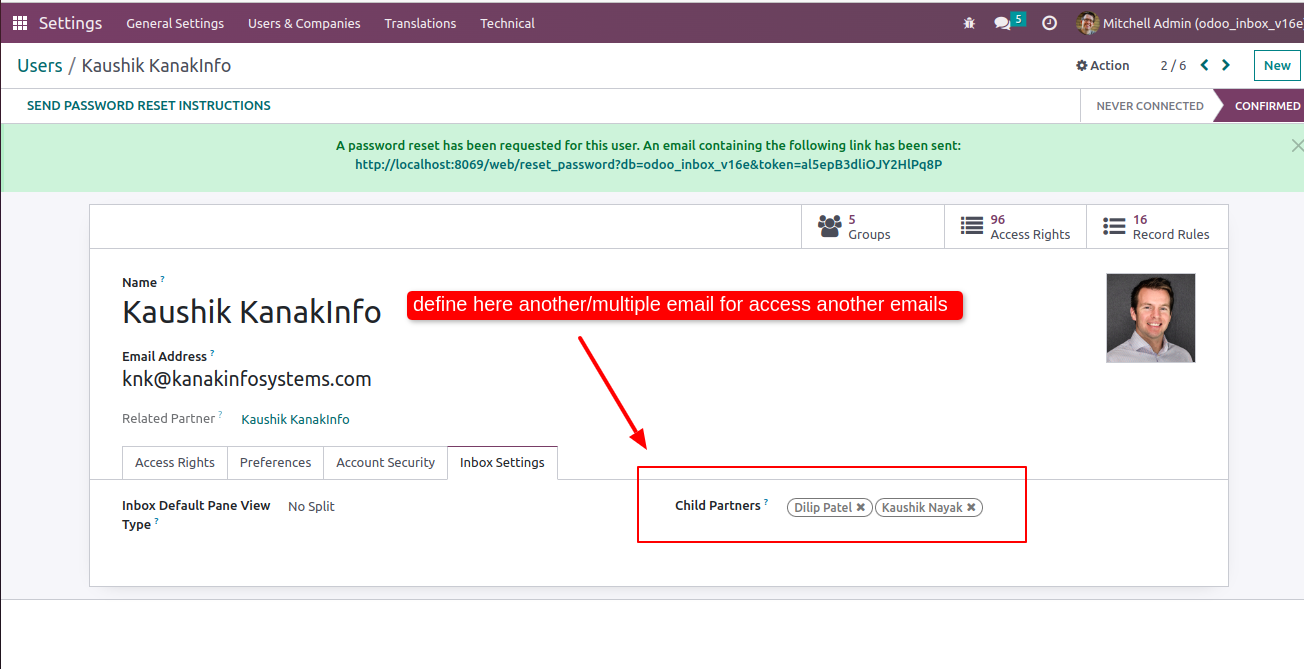 Settings General Settings Users & Companies Translations Technical 5 Mitchell Admin (odoo_inbox_v16e
Users / Kaushik KanakInfo Action 2 / 6 New
SEND PASSWORD RESET INSTRUCTIONS NEVER CONNECTED CONFIRMED
A password reset has been requested for this user. An email containing the following link has been sent:
http://localhost:8069/web/reset_password?db=odoo_inbox_v16e&token=al5epB3dliOJY2HlPq8P
5 Groups 96 Access Rights 16 Record Rules
Name ?
Kaushik KanakInfo
define here another/multiple email for access another emails
Email Address ?
knk@kanakinfosystems.com
Related Partner ? Kaushik KanakInfo
Access Rights Preferences Account Security Inbox Settings
Inbox Default Pane View Type ? No Split
Child Partners ? Dilip Patel Kaushik Nayak